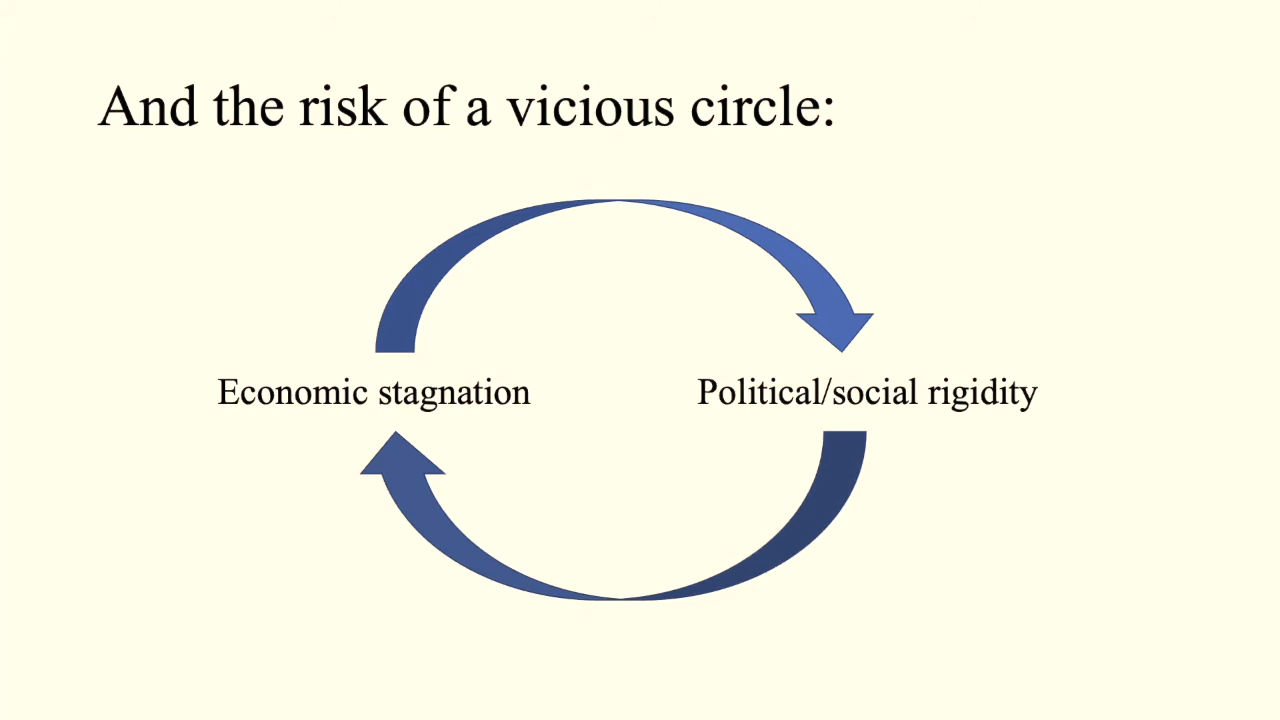 And the risk of a vicious circle:
Economic stagnation
Political/social rigidity